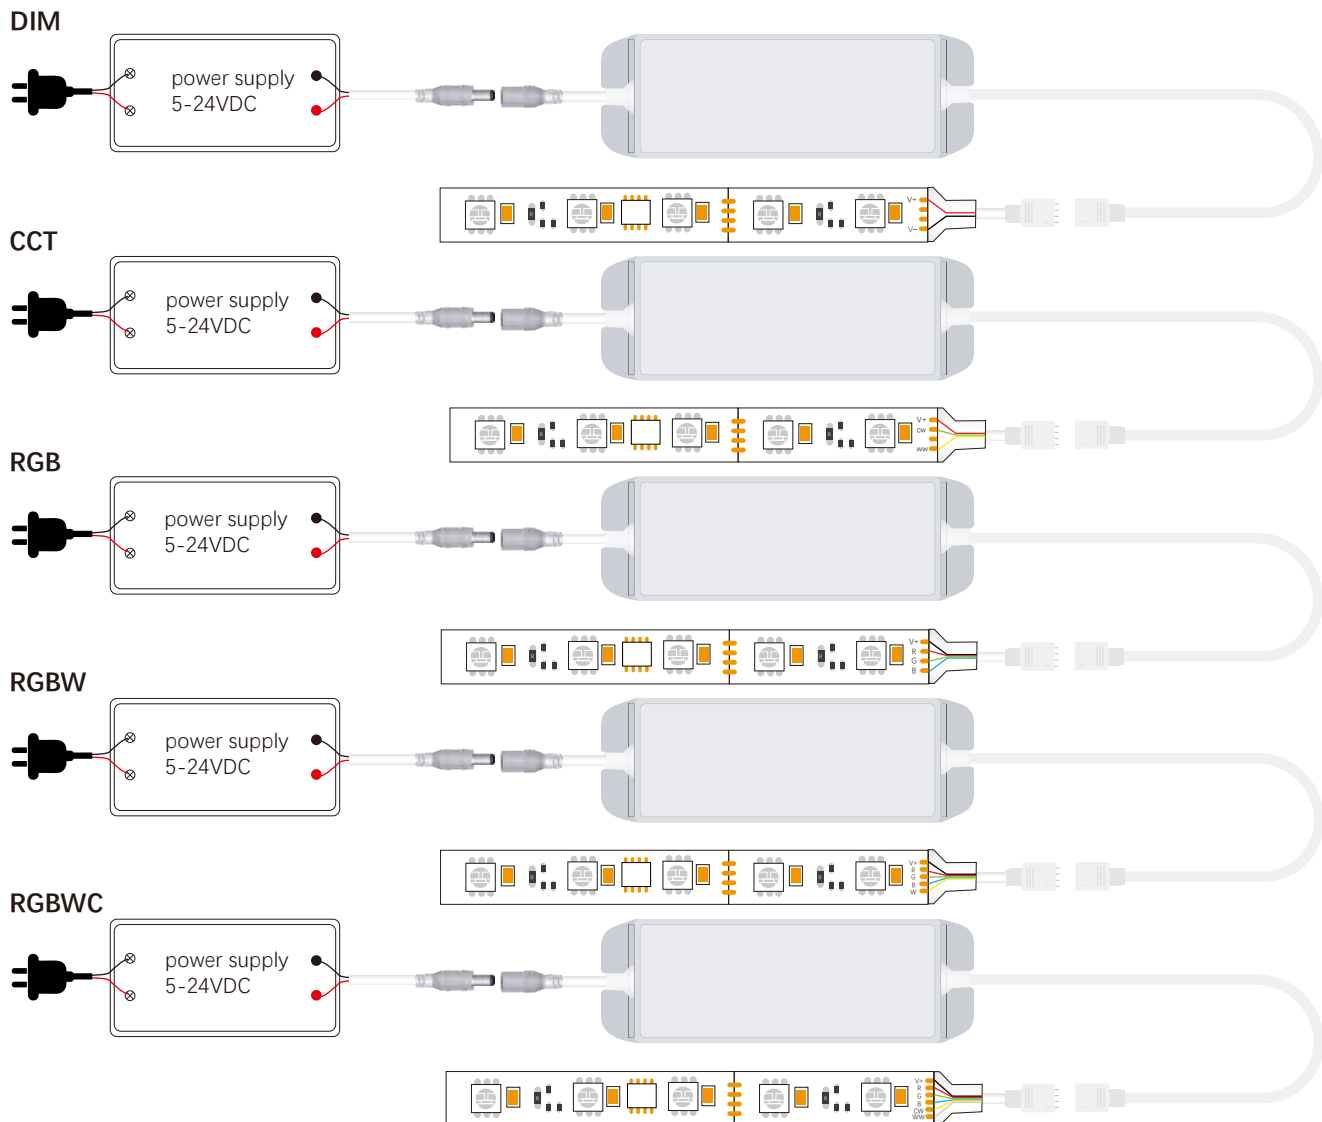 DIM
power supply
5-24VDC
V+
V-
CCT
power supply
5-24VDC
V+
CW
WW
RGB
power supply
5-24VDC
V+
R
G
B
RGBW
power supply
5-24VDC
V+
R
G
B
W
RGBWC
power supply
5-24VDC
V+
R
G
B
CW
WW